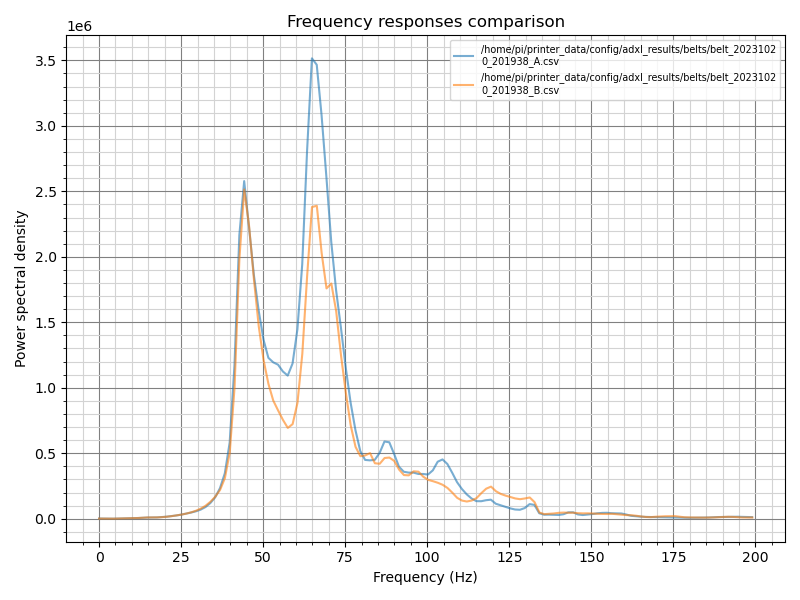 Frequency responses comparison
1e6
/home/pi/printer_data/config/adxl_results/belts/belt_2023102
0_201938_A.csv
/home/pi/printer_data/config/adxl_results/belts/belt_2023102
0_201938_B.csv
3.5
3.0
2.5
2.0
1.5
1.0
0.5
0.0
Power spectral density
0 25 50 75 100 125 150 175 200
Frequency (Hz)